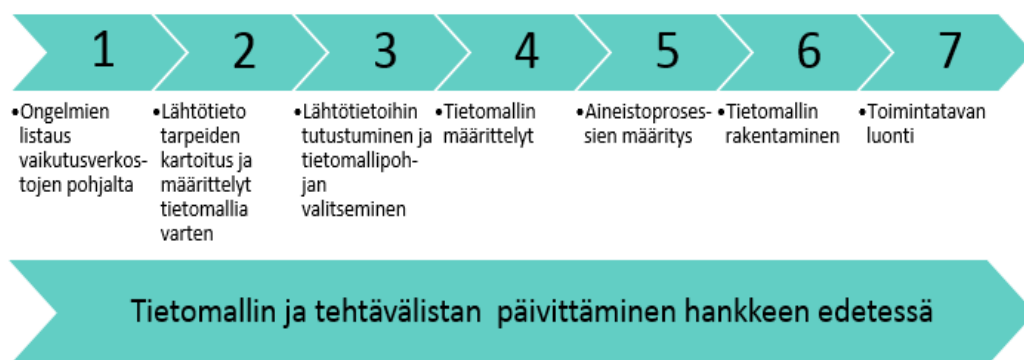 1 2 3 4 5 6 7
•Ongelmien
listaus
vaikutusverkos-
tojen pohjalta
•Lähtötieto
tarpeiden
kartoitus ja
määrittelyt
tietomallia
varten
•Lähtötietoihin
tutustuminen ja
tietomallipoh-
jan
valitseminen
•Tietomallin
määrittelyt
•Aineistoproses-
sien määritys
•Tietomallin
rakentaminen
•Toimintatavan
luonti
Tietomallin ja tehtävälistan päivittäminen hankkeen edetessä